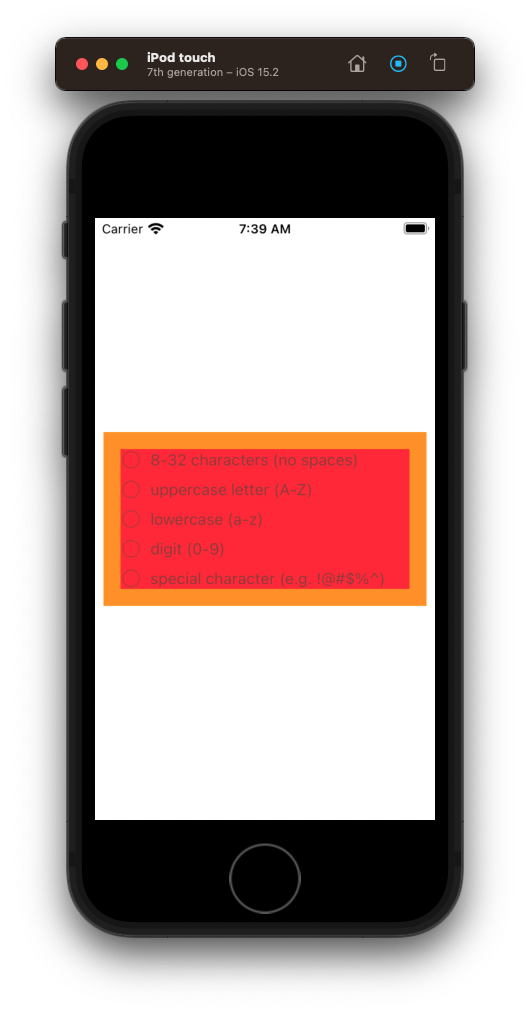 iPod touch
7th generation – iOS 15.2
Carrier 7:39 AM
8-32 characters (no spaces)
uppercase letter (A-Z)
lowercase (a-z)
digit (0-9)
special character (e.g. !@#$%^)